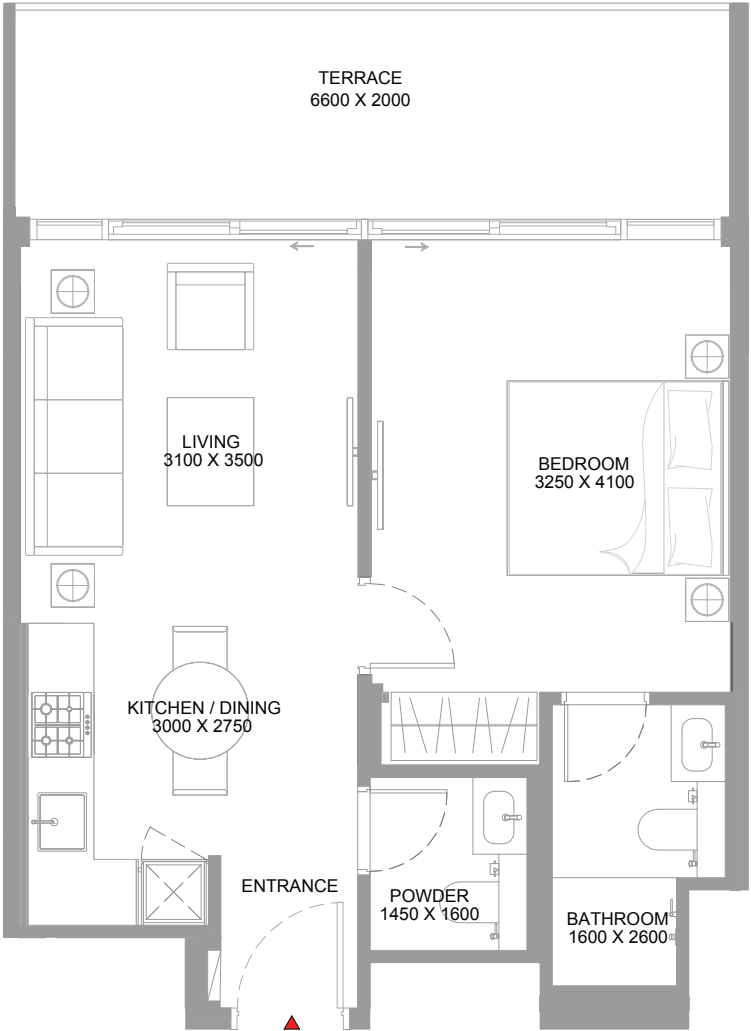 TERRACE
6600 X 2000
LIVING
3100 X 3500
BEDROOM
3250 X 4100
KITCHEN / DINING
3000 X 2750
ENTRANCE
POWDER
1450 X 1600
BATHROOM
1600 X 2600